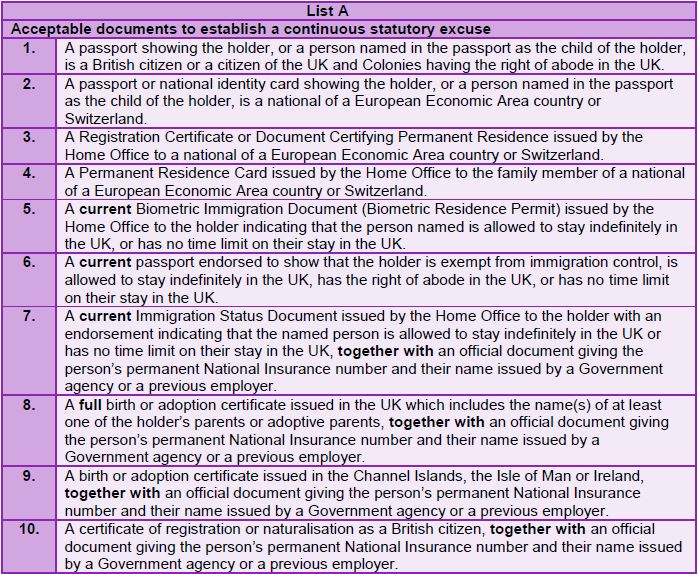 List A
Acceptable documents to establish a continuous statutory excuse
1. A passport showing the holder, or a person named in the passport as the child of the holder,
is a British citizen or a citizen of the UK and Colonies having the right of abode in the UK.
2. A passport or national identity card showing the holder, or a person named in the passport
as the child of the holder, is a national of a European Economic Area country or
Switzerland.
3. A Registration Certificate or Document Certifying Permanent Residence issued by the
Home Office to a national of a European Economic Area country or Switzerland.
4. A Permanent Residence Card issued by the Home Office to the family member of a national
of a European Economic Area country or Switzerland.
5. A current Biometric Immigration Document (Biometric Residence Permit) issued by the
Home Office to the holder indicating that the person named is allowed to stay indefinitely in
the UK, or has no time limit on their stay in the UK.
6. A current passport endorsed to show that the holder is exempt from immigration control, is
allowed to stay indefinitely in the UK, has the right of abode in the UK, or has no time limit
on their stay in the UK.
7. A current Immigration Status Document issued by the Home Office to the holder with an
endorsement indicating that the named person is allowed to stay indefinitely in the UK or
has no time limit on their stay in the UK, together with an official document giving the
person's permanent National Insurance number and their name issued by a Government
agency or a previous employer.
8. A full birth or adoption certificate issued in the UK which includes the name(s) of at least
one of the holder's parents or adoptive parents, together with an official document giving
the person's permanent National Insurance number and their name issued by a
Government agency or a previous employer.
9. A birth or adoption certificate issued in the Channel Islands, the Isle of Man or Ireland,
together with an official document giving the person's permanent National Insurance
number and their name issued by a Government agency or a previous employer.
10. A certificate of registration or naturalisation as a British citizen, together with an official
document giving the person's permanent National Insurance number and their name issued
by a Government agency or a previous employer.